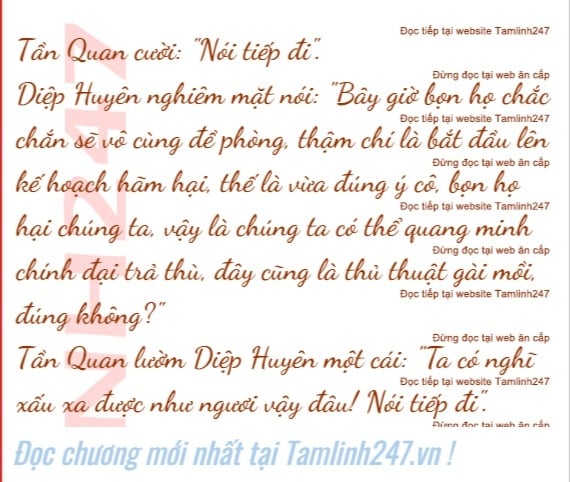 Đọc tiếp tại website Tamlinh247
Tần Quan cười: "Nói tiếp đi".
Đừng đọc tại web ăn cắp
Diệp Huyên nghiêm mặt nói: "Bây giờ bọn họ chắc
Đọc tiếp tại website Tamlinh247
chắn sẽ vô cùng đề phòng, thậm chí là bắt đầu lên
Đừng đọc tại web ăn cắp
kế hoạch hãm hại, thế là vừa đúng ý cô, bọn họ
Đọc tiếp tại website Tamlinh247
hại chúng ta, vậy là chúng ta có thể quang minh
Đừng đọc tại web ăn cắp
chính đại trả thù, đây cũng là thủ thuật gài mồi,
Đọc tiếp tại website Tamlinh247
đúng không?"
Đừng đọc tại web ăn cắp
Tần Quan lườm Diệp Huyên một cái: "Ta có nghĩ
Đọc tiếp tại website Tamlinh247
xấu xa được như ngươi vậy đâu! Nói tiếp đi".
Đừng đọc tại web ăn cắp
NH247
Đọc chương mới nhất tại Tamlinh247.vn !